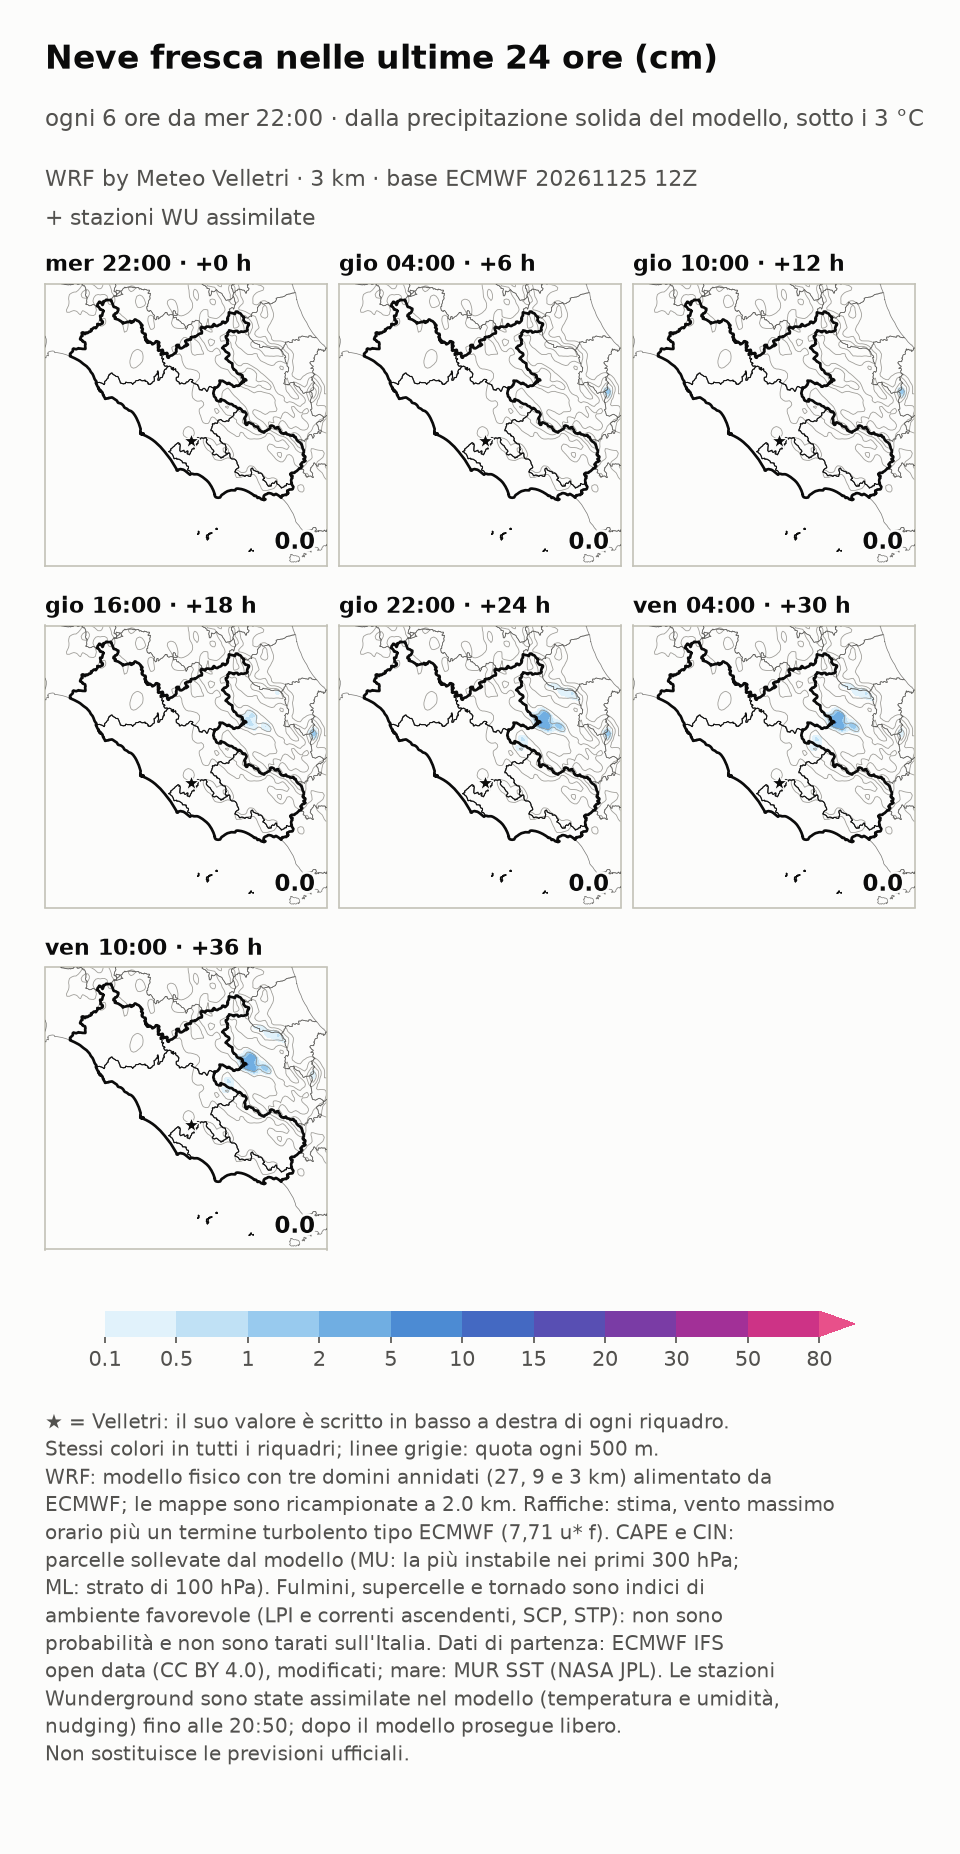 Neve fresca nelle ultime 24 ore (cm)
ogni 6 ore da mer 22:00 · dalla precipitazione solida del modello, sotto i 3 °C
WRF by Meteo Velletri · 3 km · base ECMWF 20261125 12Z
+ stazioni WU assimilate
mer 22:00 · +0 h
gio 04:00 · +6 h
gio 10:00 · +12 h
0.0
0.0
0.0
gio 16:00 · +18 h
gio 22:00 · +24 h
ven 04:00 · +30 h
0.0
0.0
0.0
ven 10:00 · +36 h
0.0
0.1 0.5 1 2 5 10 15 20 30 50 80
★ = Velletri: il suo valore è scritto in basso a destra di ogni riquadro.
Stessi colori in tutti i riquadri; linee grigie: quota ogni 500 m.
WRF: modello fisico con tre domini annidati (27, 9 e 3 km) alimentato da
ECMWF; le mappe sono ricampionate a 2.0 km. Raffiche: stima, vento massimo
orario più un termine turbolento tipo ECMWF (7,71 u* f). CAPE e CIN:
parcelle sollevate dal modello (MU: la più instabile nei primi 300 hPa;
ML: strato di 100 hPa). Fulmini, supercelle e tornado sono indici di
ambiente favorevole (LPI e correnti ascendenti, SCP, STP): non sono
probabilità e non sono tarati sull'Italia. Dati di partenza: ECMWF IFS
open data (CC BY 4.0), modificati; mare: MUR SST (NASA JPL). Le stazioni
Wunderground sono state assimilate nel modello (temperatura e umidità,
nudging) fino alle 20:50; dopo il modello prosegue libero.
Non sostituisce le previsioni ufficiali.